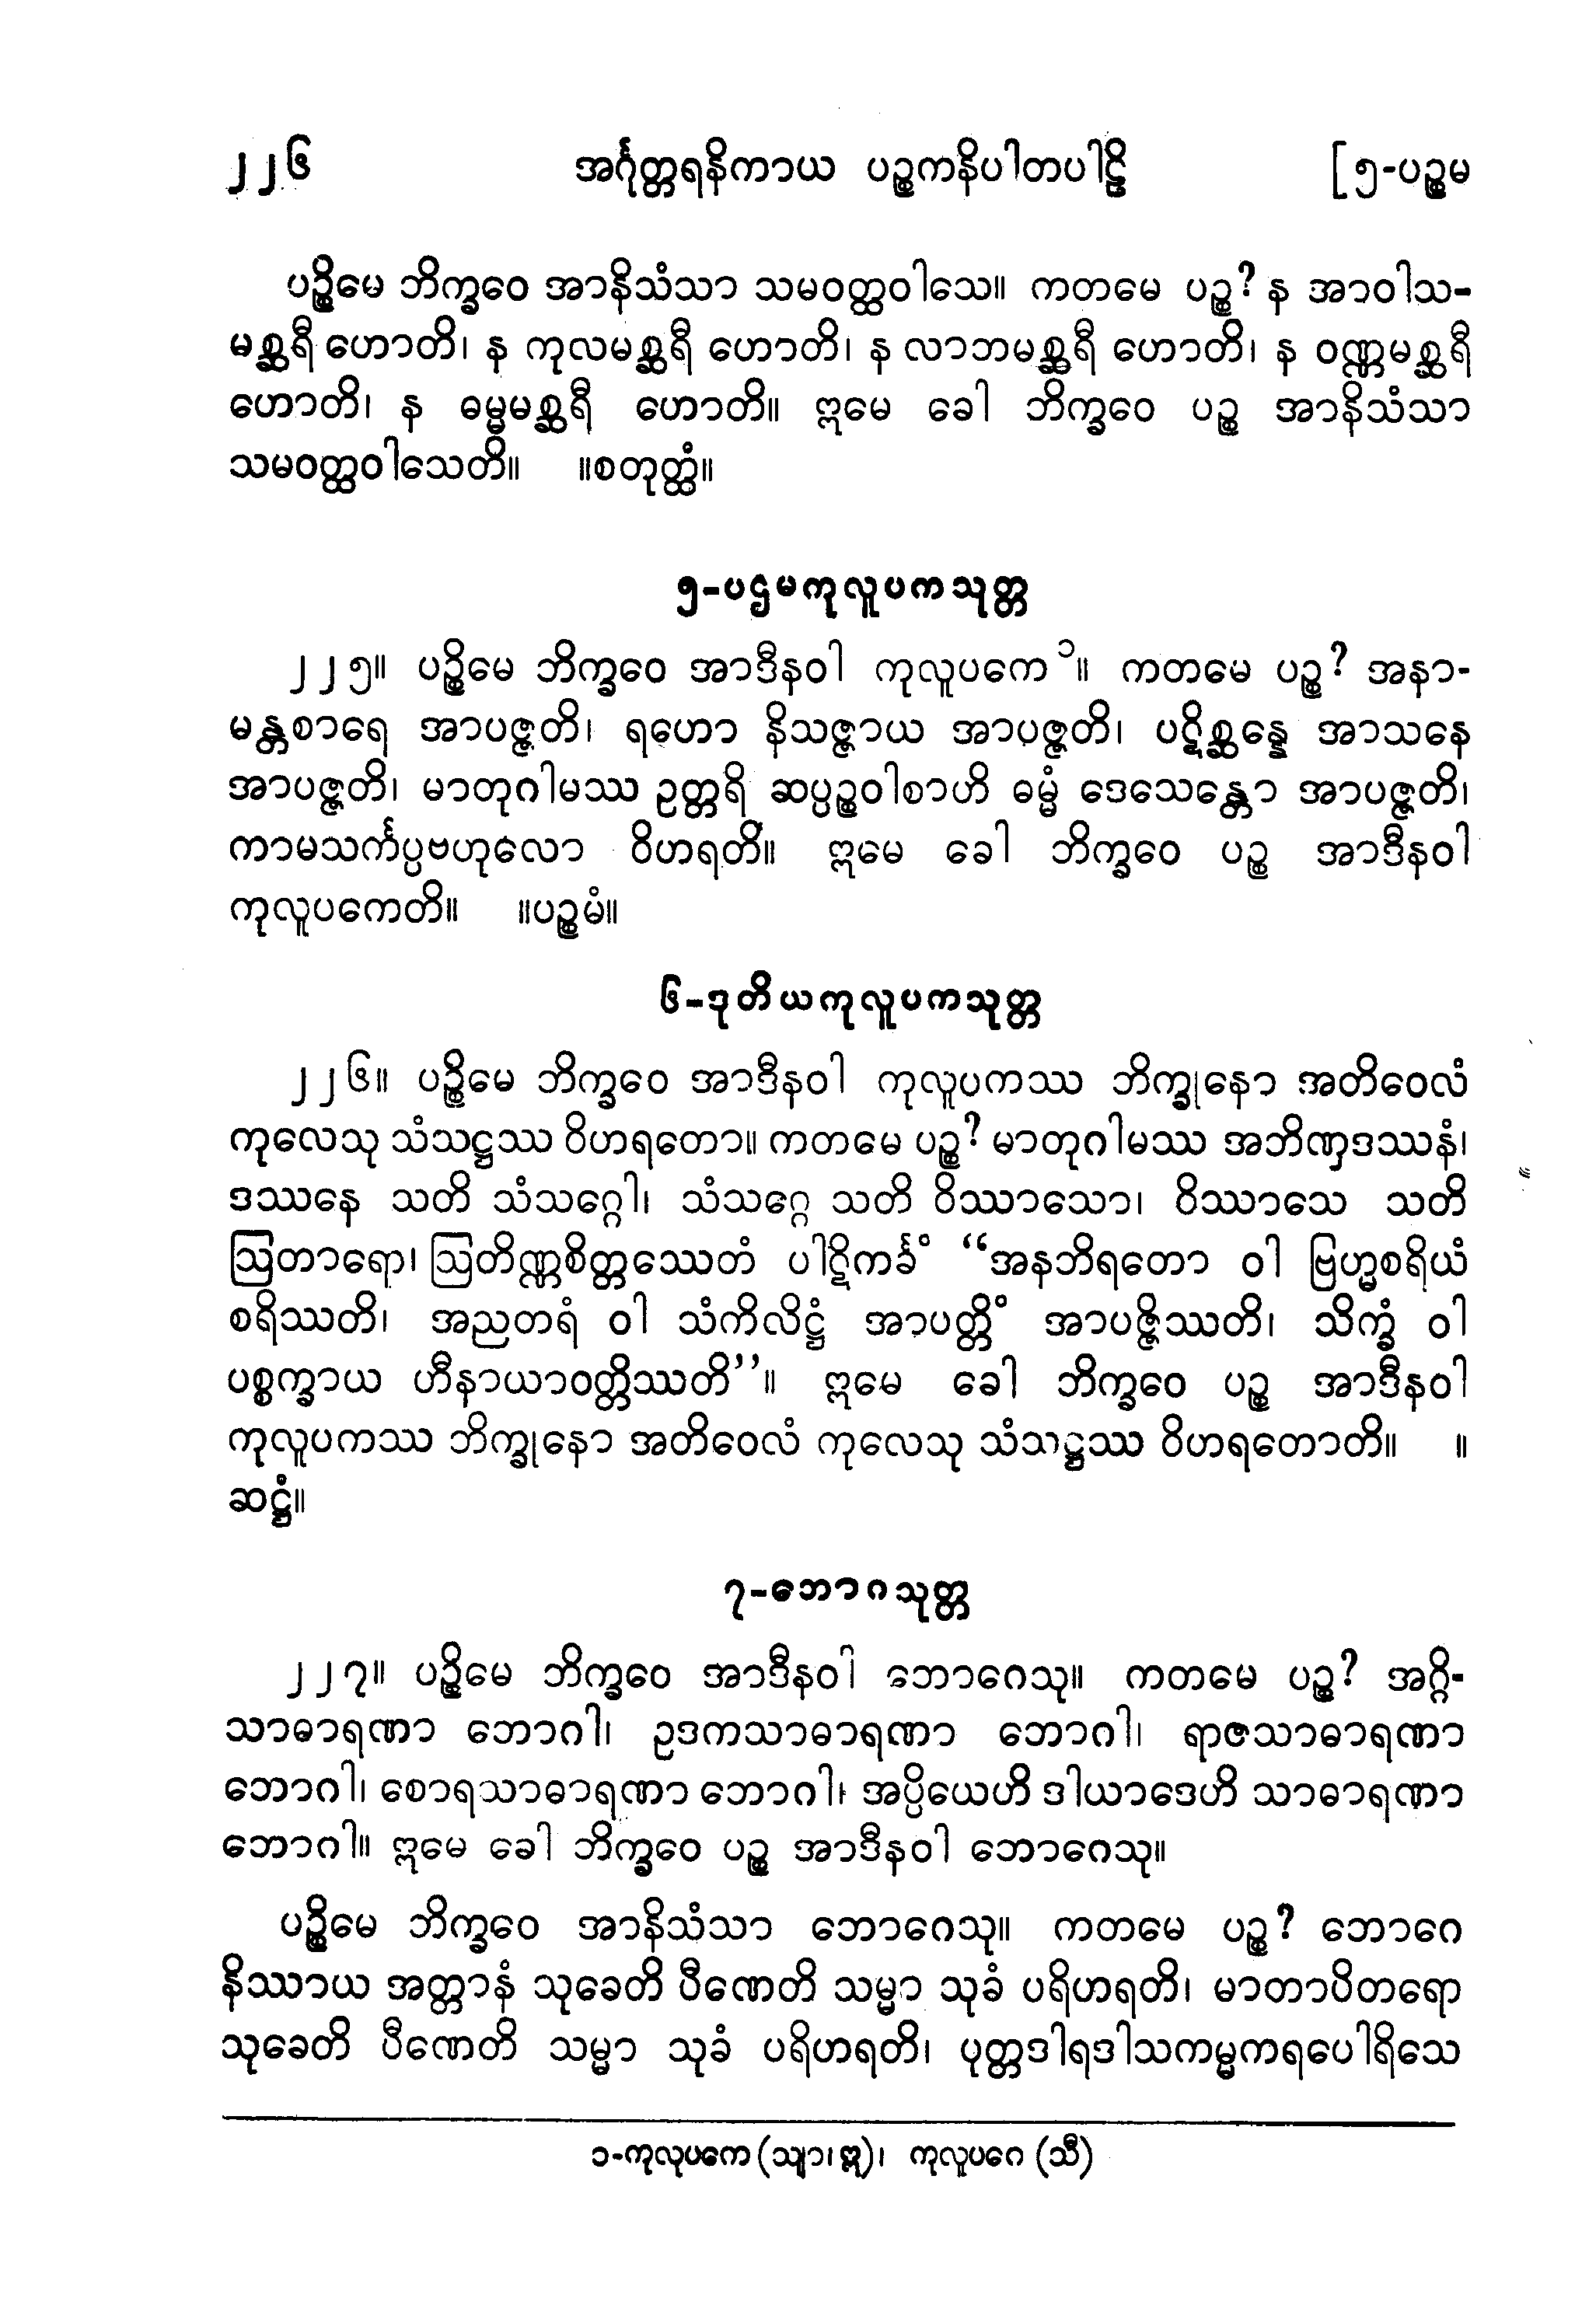 ၂၂၆ အင်္ဂုတ္တရနိကာယ ပဉ္စကနိပါတပါဠိ [၅-ပဉ္စမ
ပဉ္စိမေ ဘိက္ခဝေ အာနိသံသာ သမဝတ္ထဝါသေ။ ကတမေ ပဉ္စ? န အာဝါသ-
မစ္ဆရီ ဟောတိ၊ န ကုလမစ္ဆရီ ဟောတိ၊ န လာဘမစ္ဆရီ ဟောတိ၊ န ဝဏ္ဏမစ္ဆရီ
ဟောတိ၊ န ဓမ္မမစ္ဆရီ ဟောတိ။ ဣမေ ခေါ ဘိက္ခဝေ ပဉ္စ အာနိသံသာ
သမဝတ္ထဝါသေတိ။ ။စတုတ္ထံ။
၅-ပဌမကုလူပကသုတ္တ
၂၂၅။ ပဉ္စိမေ ဘိက္ခဝေ အာဒီနဝါ ကုလူပကေ ၁။ ကတမေ ပဉ္စ? အနာ-
မန္တစာရေ အာပဇ္ဇတိ၊ ရဟော နိသဇ္ဇာယ အာပဇ္ဇတိ၊ ပဋိစ္ဆန္နေ အာသနေ
အာပဇ္ဇတိ၊ မာတုဂါမဿ ဥတ္တရိ ဆပ္ပဉ္စဝါစာဟိ ဓမ္မံ ဒေသေန္တော အာပဇ္ဇတိ၊
ကာမသင်္ကပ္ပဗဟုလော ဝိဟရတိ။ ဣမေ ခေါ ဘိက္ခဝေ ပဉ္စ အာဒီနဝါ
ကုလူပကေတိ။ ။ပဉ္စမံ။
၆-ဒုတိယကုလူပကသုတ္တ
၂၂၆။ ပဉ္စိမေ ဘိက္ခဝေ အာဒီနဝါ ကုလူပကဿ ဘိက္ခုနော အတိဝေလံ
ကုလေသု သံသဋ္ဌဿ ဝိဟရတော။ ကတမေ ပဉ္စ? မာတုဂါမဿ အဘိဏှဒဿနံ၊
ဒဿနေ သတိ သံသဂ္ဂေါ၊ သံသဂ္ဂေ သတိ ဝိဿာသော၊ ဝိဿာသေ သတိ
ဩတာရော၊ ဩတိဏ္ဏစိတ္တဿေတံ ပါဋိကင်္ခံ “အနဘိရတော ဝါ ဗြဟ္မစရိယံ
စရိဿတိ၊ အညတရံ ဝါ သံကိလိဋ္ဌံ အာပတ္တိံ အာပဇ္ဇိဿတိ၊ သိက္ခံ ဝါ
ပစ္စက္ခာယ ဟီနာယာဝတ္တိဿတိ”။ ဣမေ ခေါ ဘိက္ခဝေ ပဉ္စ အာဒီနဝါ
ကုလူပကဿ ဘိက္ခုနော အတိဝေလံ ကုလေသု သံသဋ္ဌဿ ဝိဟရတောတိ။ ။
ဆဋ္ဌံ။
၇-ဘောဂသုတ္တ
၂၂၇။ ပဉ္စိမေ ဘိက္ခဝေ အာဒီနဝါ ဘောဂေသု။ ကတမေ ပဉ္စ? အဂ္ဂိ-
သာဓာရဏာ ဘောဂါ၊ ဥဒကသာဓာရဏာ ဘောဂါ၊ ရာဇသာဓာရဏာ
ဘောဂါ၊ စောရသာဓာရဏာ ဘောဂါ၊ အပ္ပိယေဟိ ဒါယာဒေဟိ သာဓာရဏာ
ဘောဂါ။ ဣမေ ခေါ ဘိက္ခဝေ ပဉ္စ အာဒီနဝါ ဘောဂေသု။
ပဉ္စိမေ ဘိက္ခဝေ အာနိသံသာ ဘောဂေသု။ ကတမေ ပဉ္စ? ဘောဂေ
နိဿာယ အတ္တာနံ သုခေတိ ပီဏေတိ သမ္မာ သုခံ ပရိဟရတိ၊ မာတာပိတရော
သုခေတိ ပီဏေတိ သမ္မာ သုခံ ပရိဟရတိ၊ ပုတ္တဒါရဒါသကမ္မကရပေါရိသေ
၁-ကုလုပကေ (သျာ၊ ဣ)၊ ကုလူပဂေ (သီ)